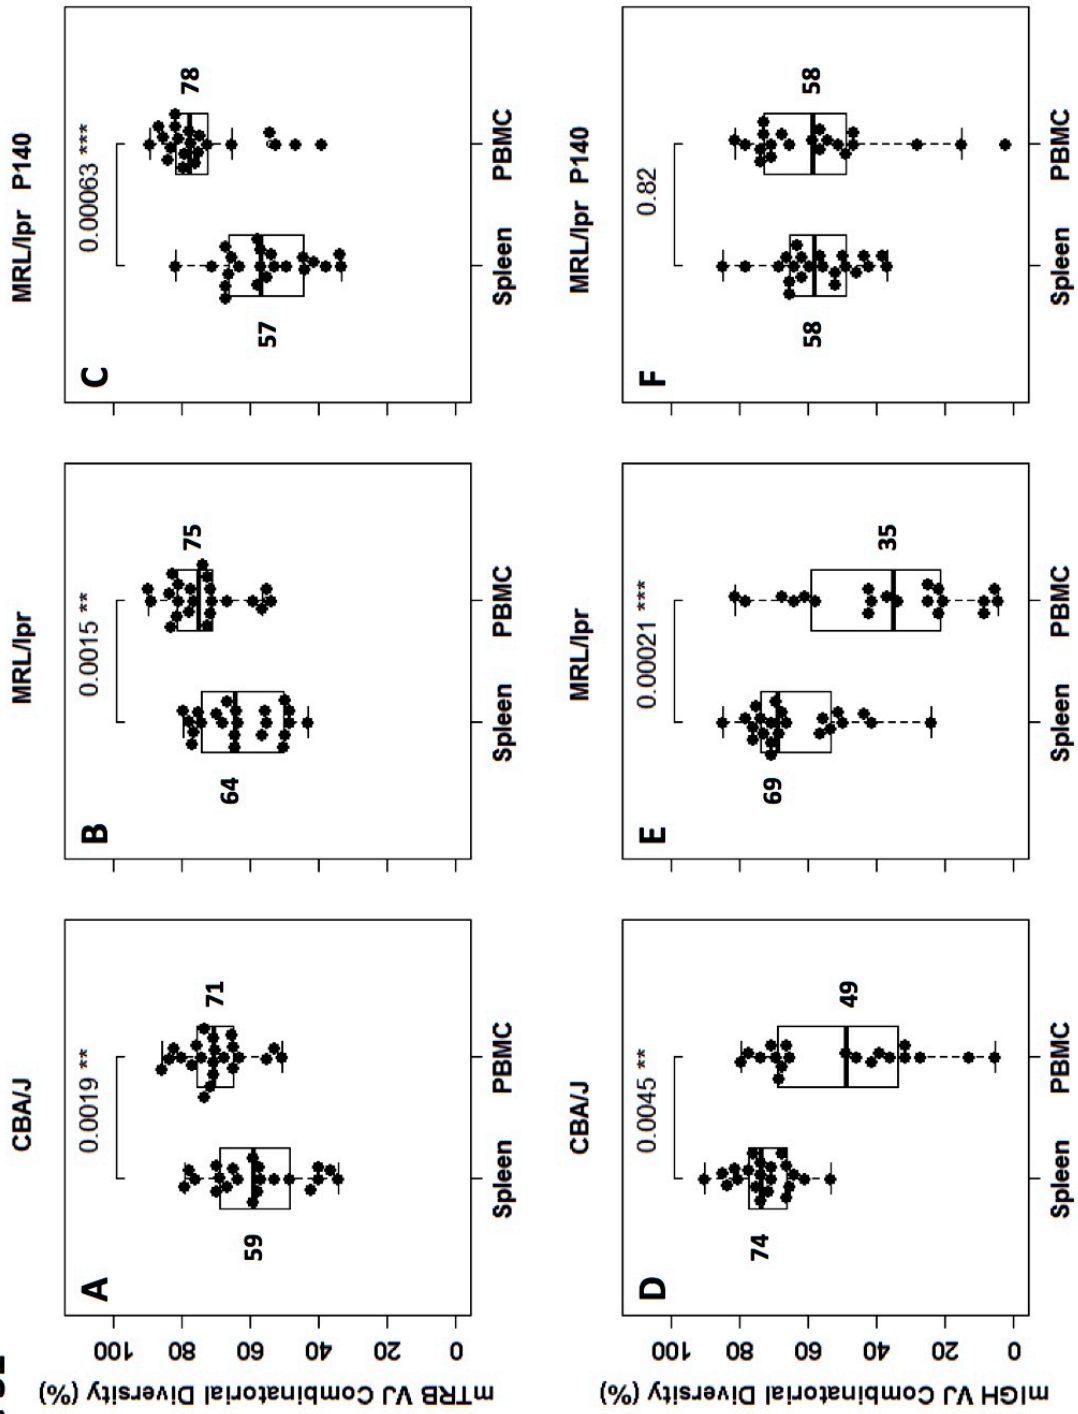 CBA/J
MRL/lpr
MRL/lpr P140
A
0.0019 **
59
71
Spleen PBMC
B
0.0015 **
64
75
Spleen PBMC
C
0.00063 ***
57
78
Spleen PBMC
mTRB VJ Combinatorial Diversity (%)
100
80
60
40
20
0
CBA/J
MRL/lpr
MRL/lpr P140
D
0.0045 **
74
49
Spleen PBMC
E
0.00021 ***
69
35
Spleen PBMC
F
0.82
58
58
Spleen PBMC
mIGH VJ Combinatorial Diversity (%)
100
80
60
40
20
0